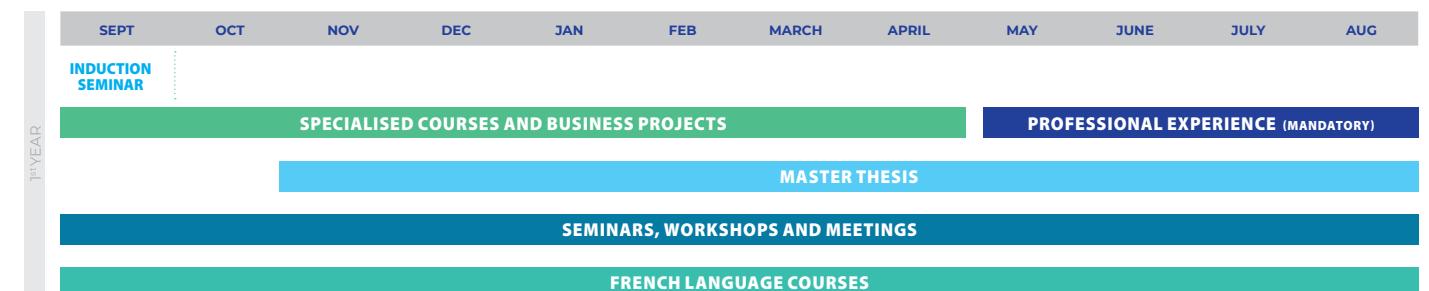 SEPT OCT NOV DEC JAN FEB MARCH APRIL MAY JUNE JULY AUG
INDUCTION
SEMINAR
1st YEAR
SPECIALISED COURSES AND BUSINESS PROJECTS PROFESSIONAL EXPERIENCE (MANDATORY)
MASTER THESIS
SEMINARS, WORKSHOPS AND MEETINGS
FRENCH LANGUAGE COURSES